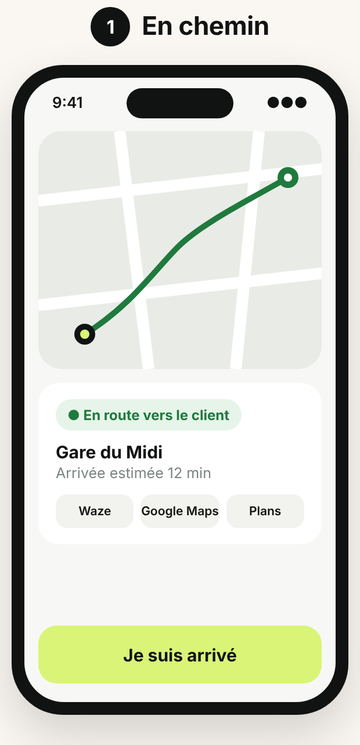 1 En chemin
9:41
En route vers le client
Gare du Midi
Arrivée estimée 12 min
Waze Google Maps Plans
Je suis arrivé